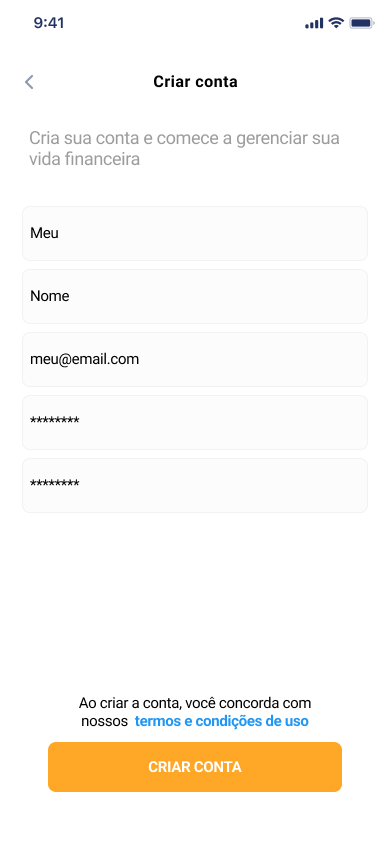 9:41
Criar conta
Cria sua conta e comece a gerenciar sua
vida financeira
Meu
Nome
meu@email.com
********
********
Ao criar a conta, você concorda com
nossos termos e condições de uso
CRIAR CONTA